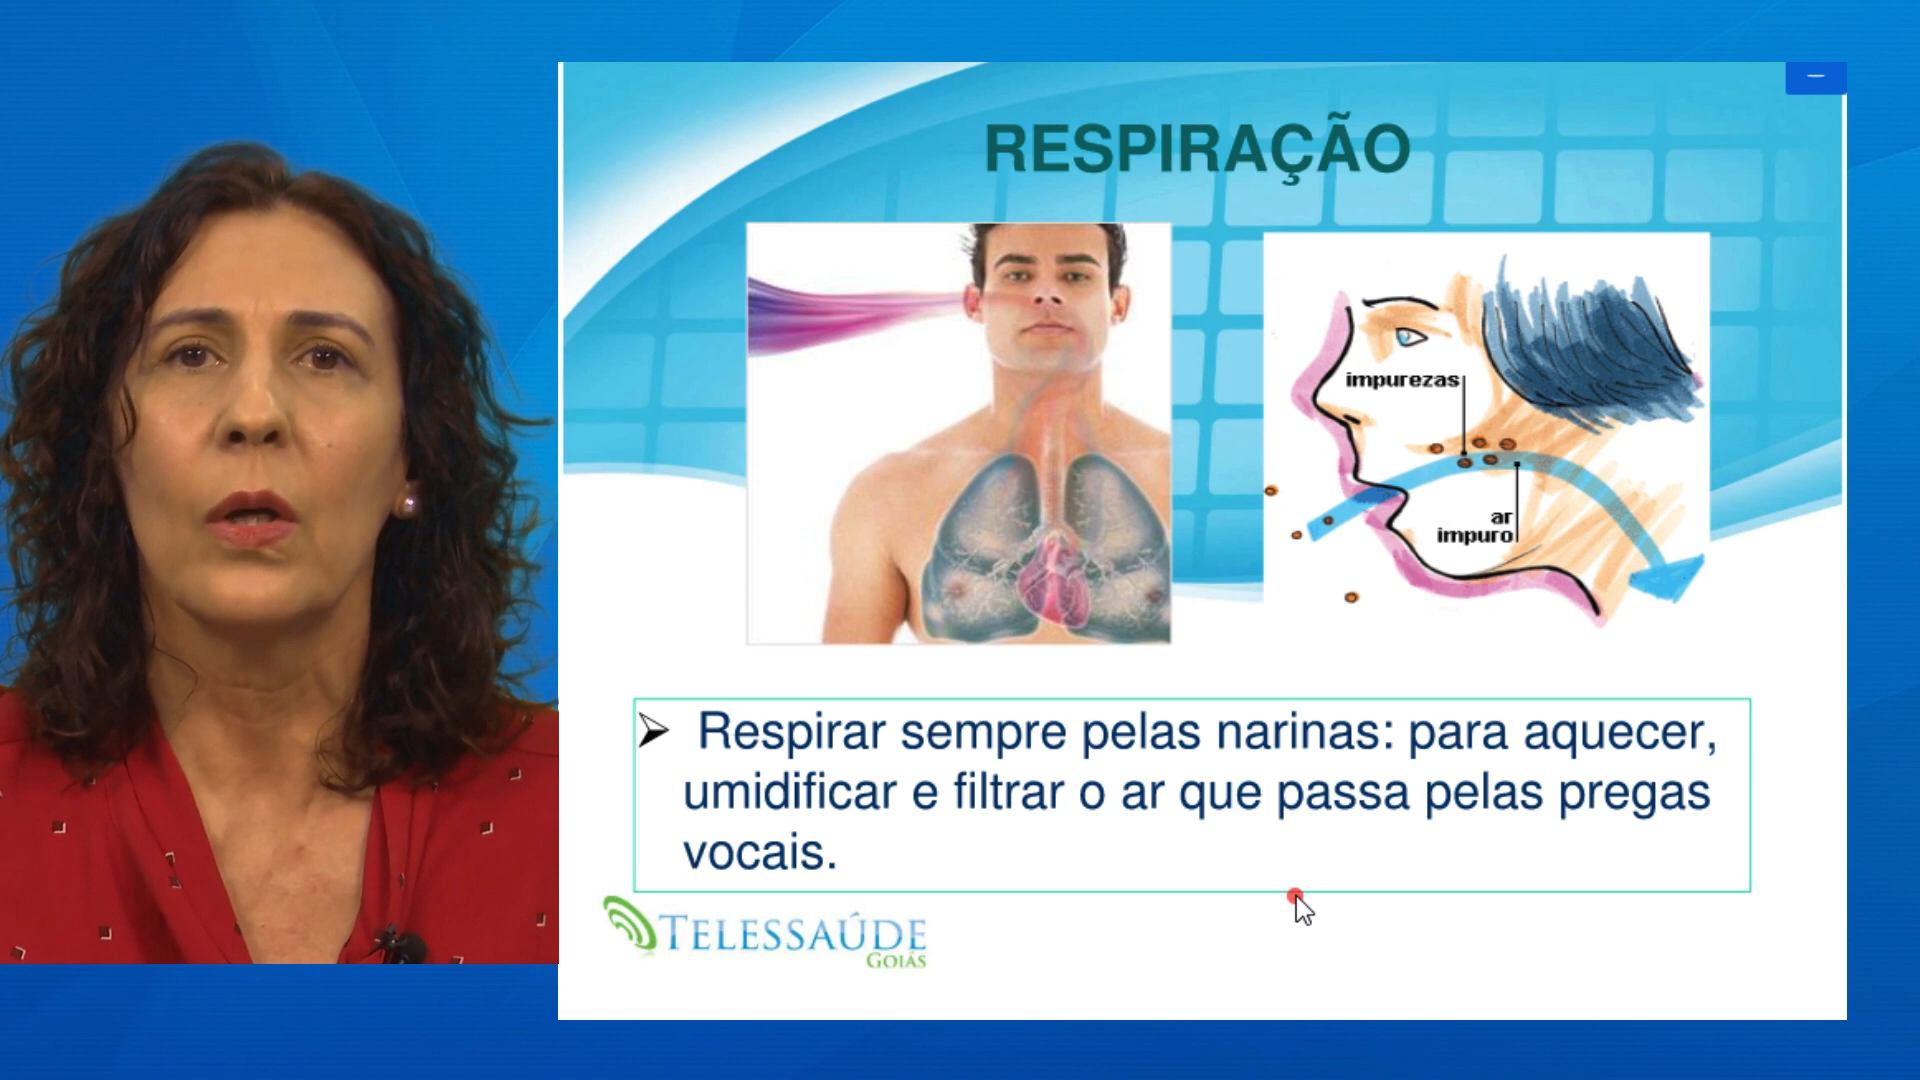 RESPIRAÇÃO
impurezas
ar
impuro
Respirar sempre pelas narinas: para aquecer,
umidificar e filtrar o ar que passa pelas pregas
vocais.
TELESSAÚDE
GOIÁS